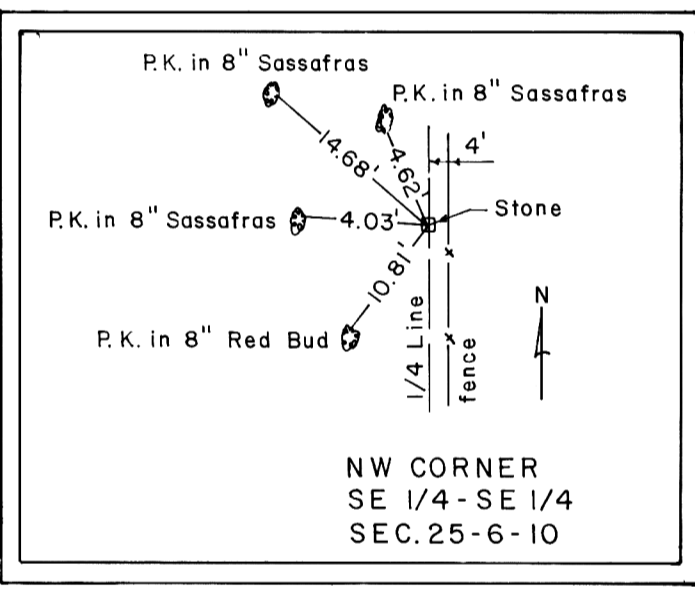 P.K. in 8" Sassafras
P.K. in 8" Sassafras
14.68'
4.62'
4'
P.K. in 8" Sassafras
4.03'
Stone
10.81'
P.K. in 8" Red Bud
1/4 Line
fence
N
NW CORNER
SE 1/4 - SE 1/4
SEC. 25-6-10